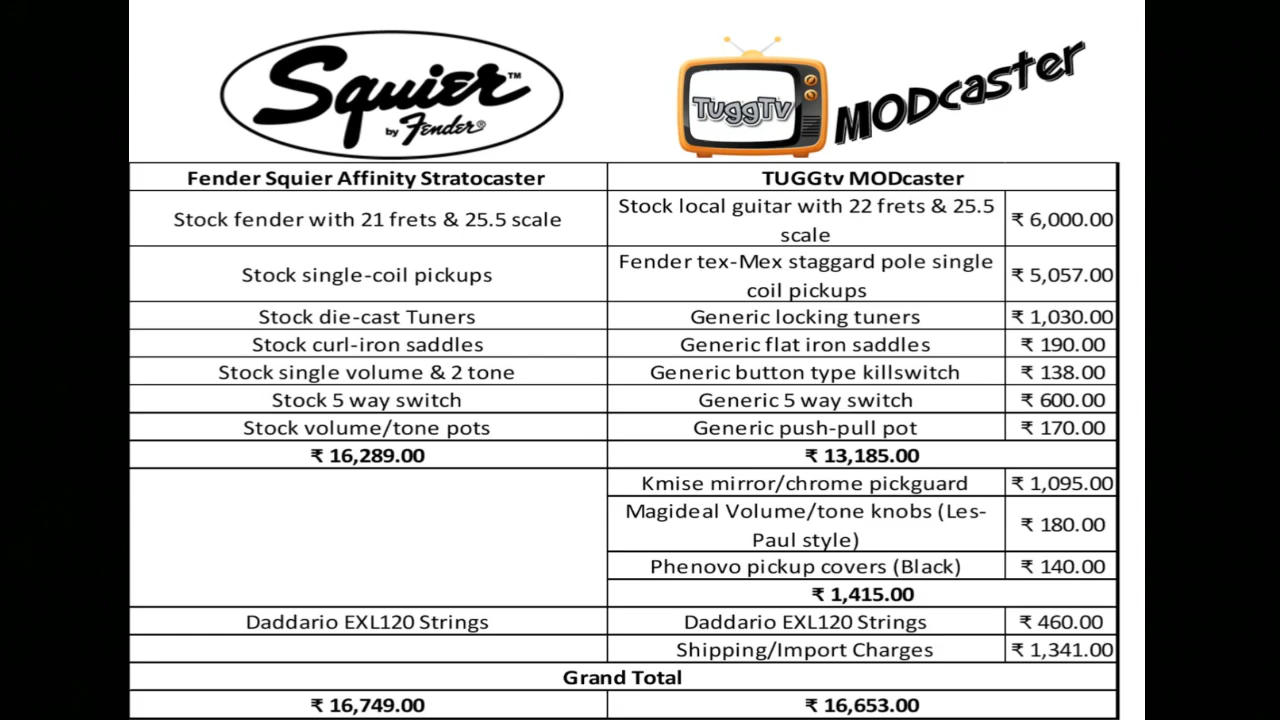 Squier™
by Fender®
TuggTV
MODcaster
Fender Squier Affinity Stratocaster
TUGGtv MODcaster
Stock fender with 21 frets & 25.5 scale
Stock local guitar with 22 frets & 25.5
scale
₹ 6,000.00
Stock single-coil pickups
Fender tex-Mex staggard pole single
coil pickups
₹ 5,057.00
Stock die-cast Tuners
Generic locking tuners
₹ 1,030.00
Stock curl-iron saddles
Generic flat iron saddles
₹ 190.00
Stock single volume & 2 tone
Generic button type killswitch
₹ 138.00
Stock 5 way switch
Generic 5 way switch
₹ 600.00
Stock volume/tone pots
Generic push-pull pot
₹ 170.00
₹ 16,289.00
₹ 13,185.00
Kmise mirror/chrome pickguard
₹ 1,095.00
Magideal Volume/tone knobs (Les-
Paul style)
₹ 180.00
Phenovo pickup covers (Black)
₹ 140.00
₹ 1,415.00
Daddario EXL120 Strings
Daddario EXL120 Strings
₹ 460.00
Shipping/Import Charges
₹ 1,341.00
Grand Total
₹ 16,749.00
₹ 16,653.00